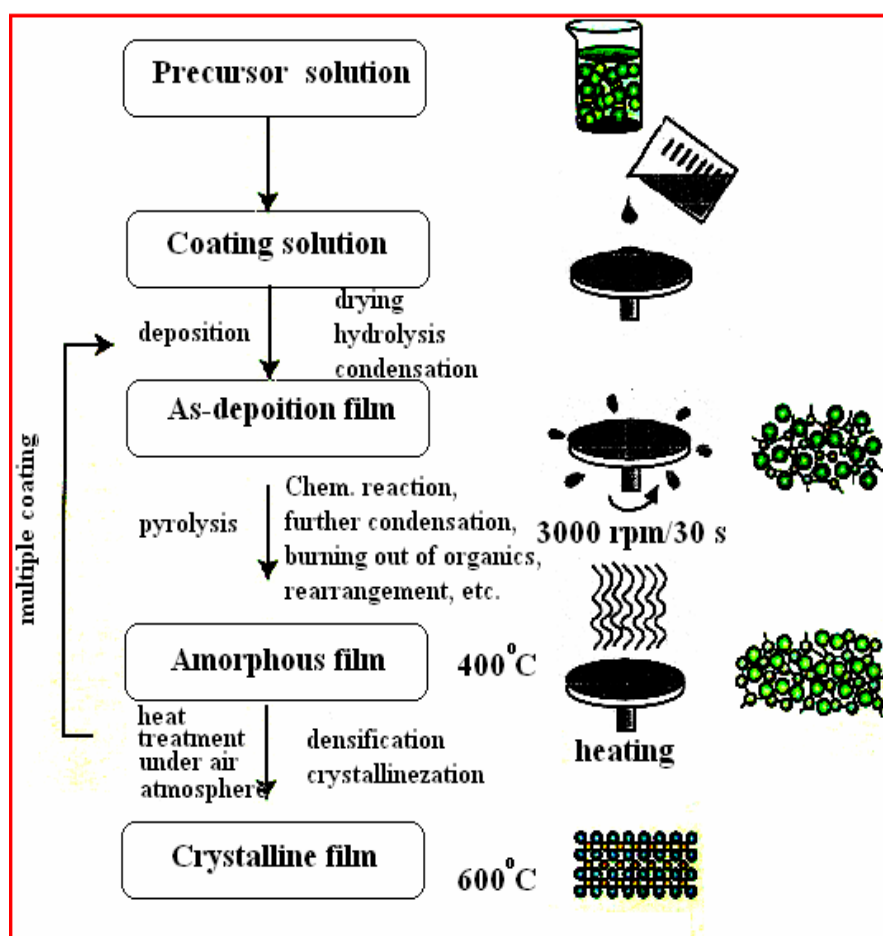 Precursor solution
Coating solution
deposition
drying
hydrolysis
condensation
As-depoition film
multiple coating
pyrolysis
Chem. reaction,
further condensation,
burning out of organics,
rearrangement, etc.
3000 rpm/30 s
Amorphous film
400°C
heating
heat
treatment
under air
atmosphere
densification
crystallinezation
Crystalline film
600°C